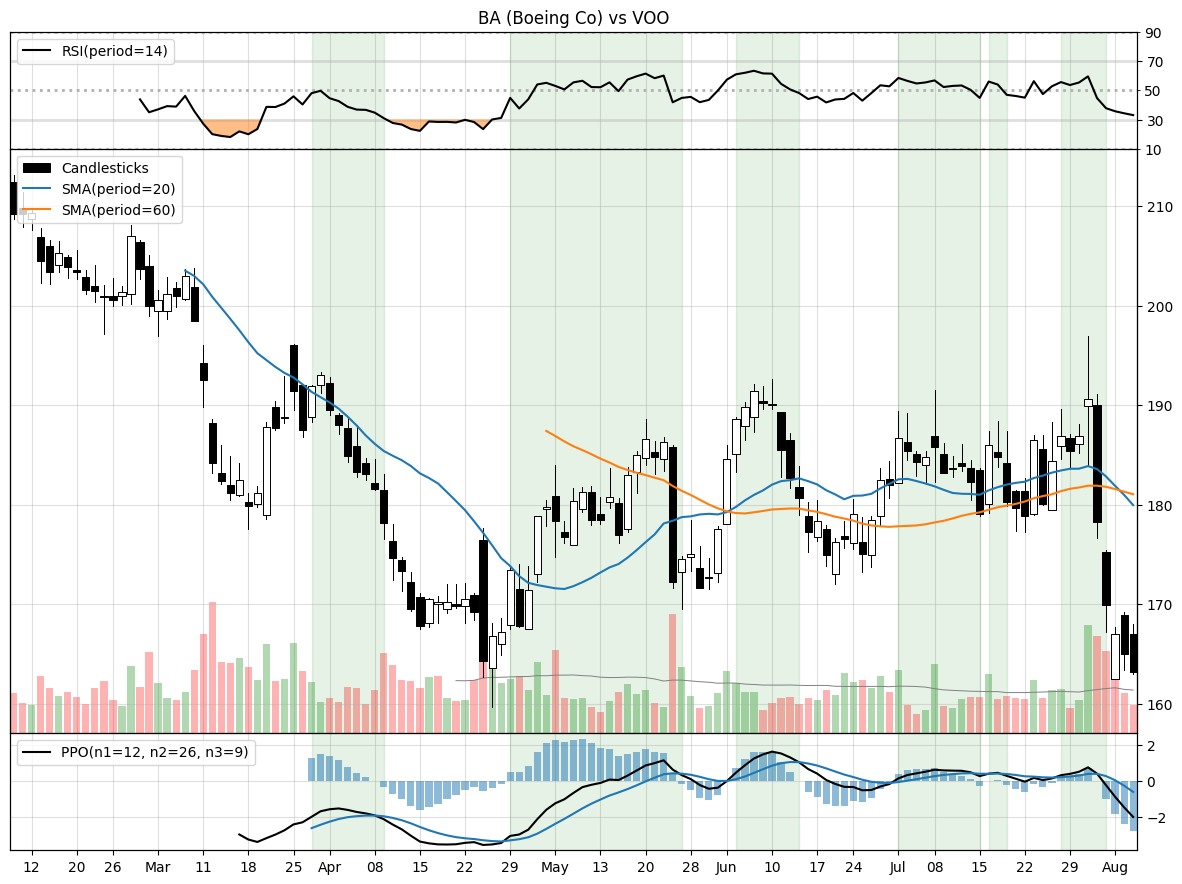 BA (Boeing Co) vs VOO
RSI(period=14)
90
70
50
30
10
Candlesticks
SMA(period=20)
SMA(period=60)
210
200
190
180
170
160
PPO(n1=12, n2=26, n3=9)
2
0
−2
12 20 26 Mar 11 18 25 Apr 08 15 22 29 May 13 20 28 Jun 10 17 24 Jul 08 15 22 29 Aug